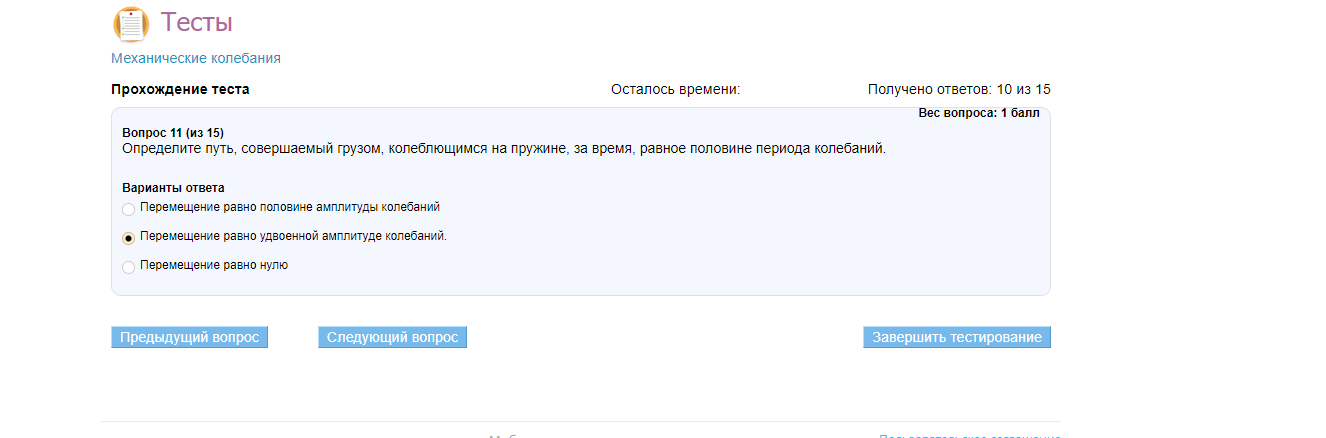 Тесты
Механические колебания
Прохождение теста
Осталось времени:
Получено ответов: 10 из 15
Вес вопроса: 1 балл
Вопрос 11 (из 15)
Определите путь, совершаемый грузом, колеблющимся на пружине, за время, равное половине периода колебаний.
Варианты ответа
Перемещение равно половине амплитуды колебаний
Перемещение равно удвоенной амплитуде колебаний.
Перемещение равно нулю
Предыдущий вопрос
Следующий вопрос
Завершить тестирование